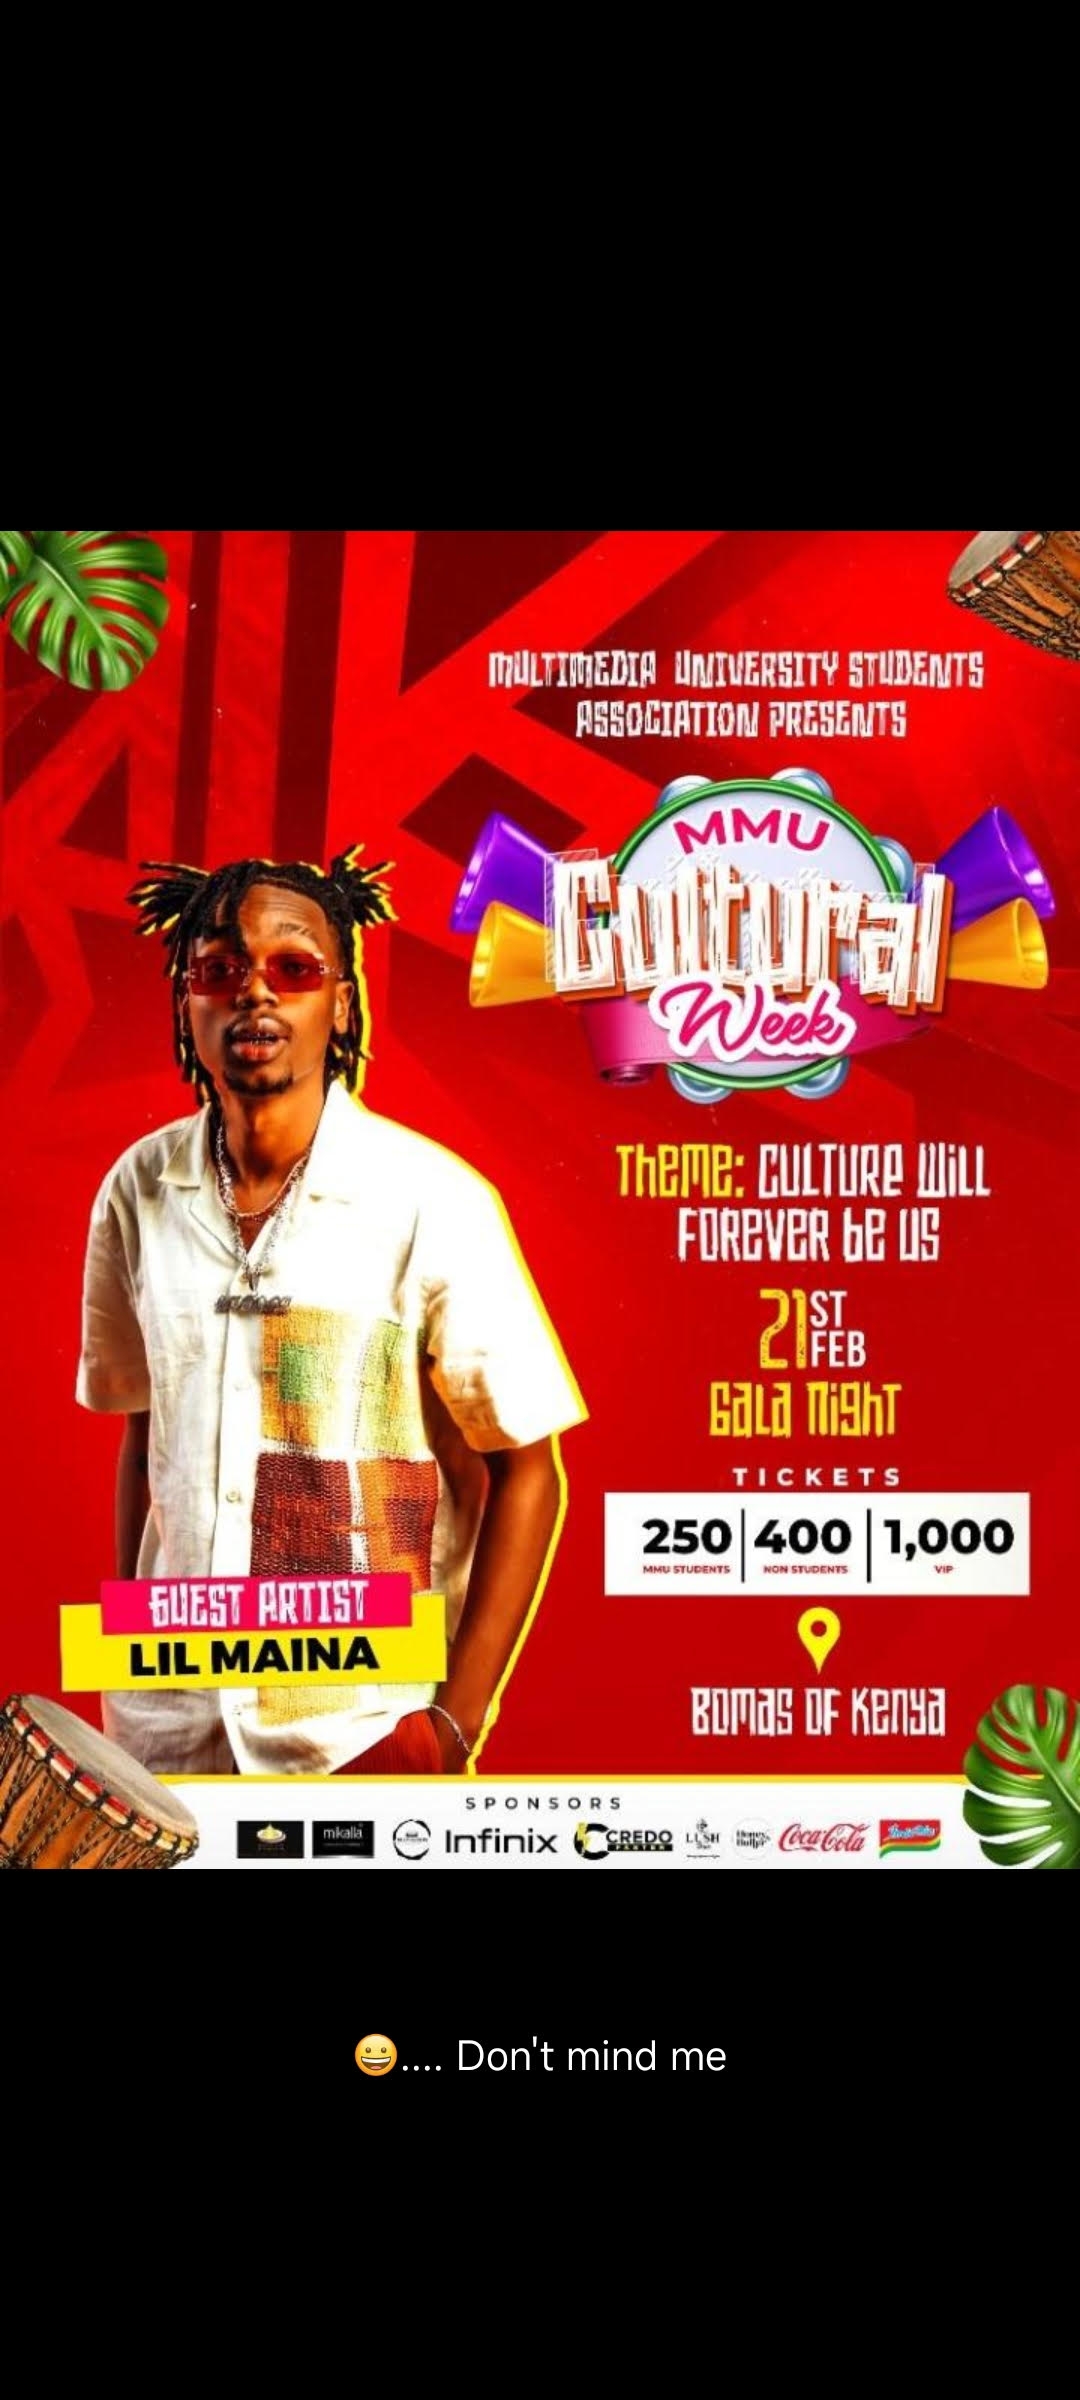 MULTIMEDIA UNIVERSITY STUDENTS
ASSOCIATION PRESENTS
MMU
Cultural
Week
THEME: CULTURE WILL
FOREVER BE US
21ST
FEB
GALA NIGHT
TICKETS
250 400 1,000
MMU STUDENTS NON STUDENTS VIP
GUEST ARTIST
LIL MAINA
BOMAS OF KENYA
SPONSORS
mkalla Infinix CREDO LUSH Coca-Cola
😀.... Don't mind me